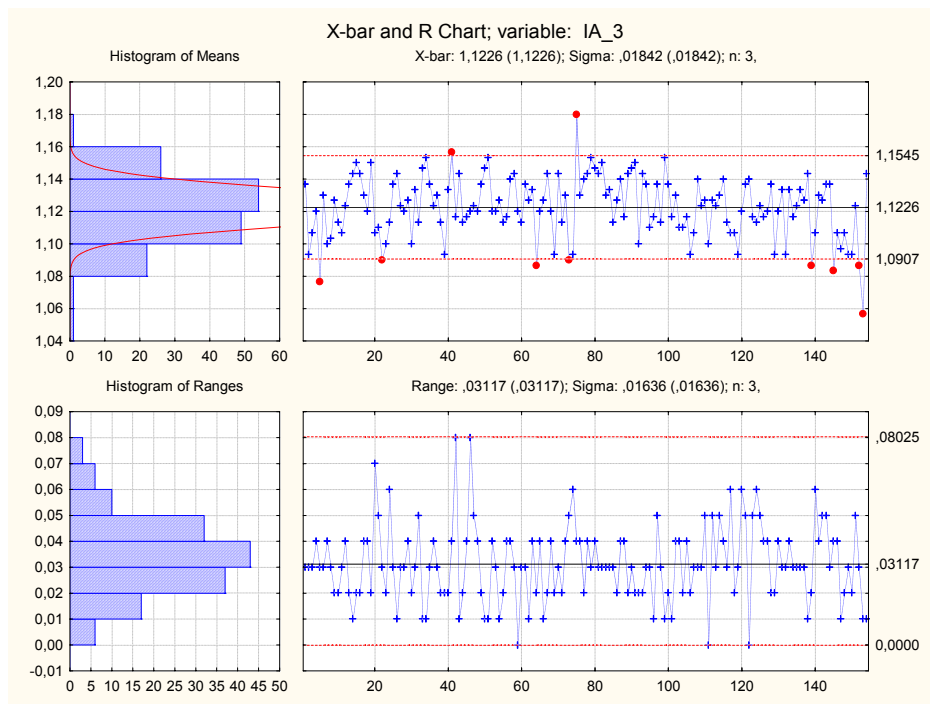 X-bar and R Chart; variable: IA_3
Histogram of Means
X-bar: 1,1226 (1,1226); Sigma: ,01842 (,01842); n: 3,
1,20
1,18
1,16
1,14
1,12
1,10
1,08
1,06
1,04
0 10 20 30 40 50 60
1,1545
1,1226
1,0907
20 40 60 80 100 120 140
Histogram of Ranges
Range: ,03117 (,03117); Sigma: ,01636 (,01636); n: 3,
0,09
0,08
0,07
0,06
0,05
0,04
0,03
0,02
0,01
0,00
-0,01
0 5 10 15 20 25 30 35 40 45 50
,08025
,03117
0,0000
20 40 60 80 100 120 140